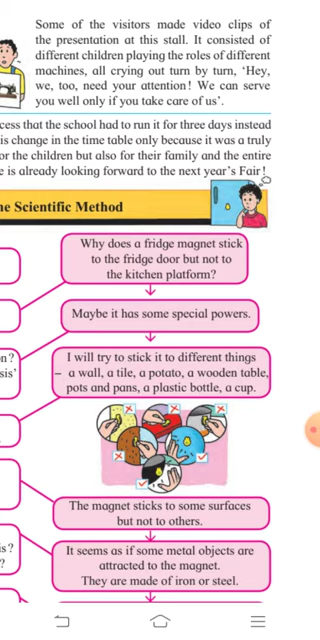 Some of the visitors made video clips of
the presentation at this stall. It consisted of
different children playing the roles of different
machines, all crying out turn by turn, ‘Hey,
we, too, need your attention! We can serve
you well only if you take care of us’.
cess that the school had to run it for three days instead
is change in the time table only because it was a truly
or the children but also for their family and the entire
e is already looking forward to the next year’s Fair!
ne Scientific Method
Why does a fridge magnet stick
to the fridge door but not to
the kitchen platform?
Maybe it has some special powers.
n?
sis’
I will try to stick it to different things
– a wall, a tile, a potato, a wooden table,
pots and pans, a plastic bottle, a cup.
The magnet sticks to some surfaces
but not to others.
is?
?
It seems as if some metal objects are
attracted to the magnet.
They are made of iron or steel.